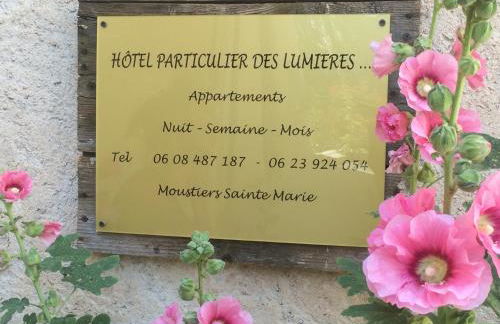 HÔTEL PARTICULIER DES LUMIERES ...
Appartements
Nuit - Semaine - Mois
Tel 06 08 487 187 - 06 23 924 054
Moustiers Sainte Marie